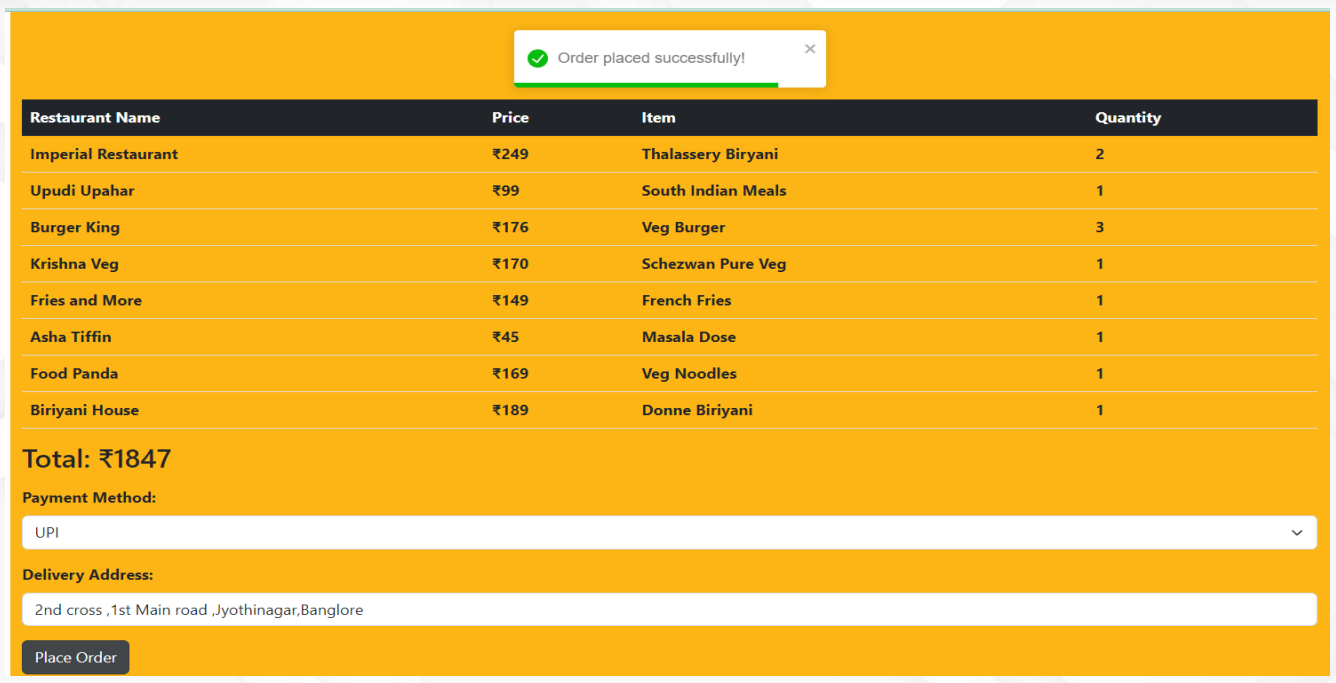 Order placed successfully!
Restaurant Name Price Item Quantity
Imperial Restaurant ₹249 Thalassery Biryani 2
Upudi Upahar ₹99 South Indian Meals 1
Burger King ₹176 Veg Burger 3
Krishna Veg ₹170 Schezwan Pure Veg 1
Fries and More ₹149 French Fries 1
Asha Tiffin ₹45 Masala Dose 1
Food Panda ₹169 Veg Noodles 1
Biriyani House ₹189 Donne Biriyani 1
Total: ₹1847
Payment Method:
UPI
Delivery Address:
2nd cross ,1st Main road ,Jyothinagar,Banglore
Place Order